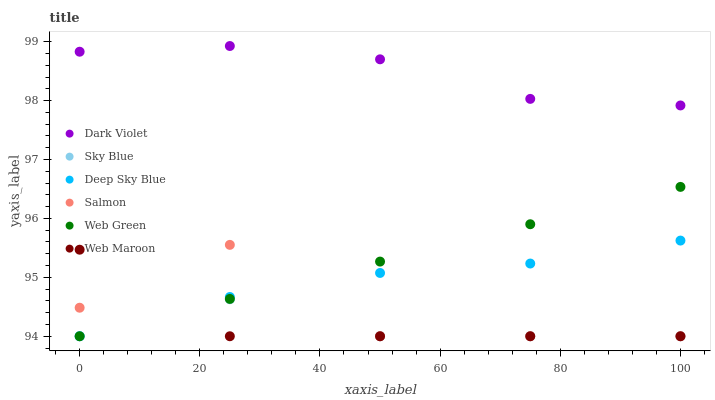 title
99
98
97
96
95
94
yaxis_label
Dark Violet
Sky Blue
Deep Sky Blue
Salmon
Web Green
Web Maroon
0 20 40 60 80 100
xaxis_label